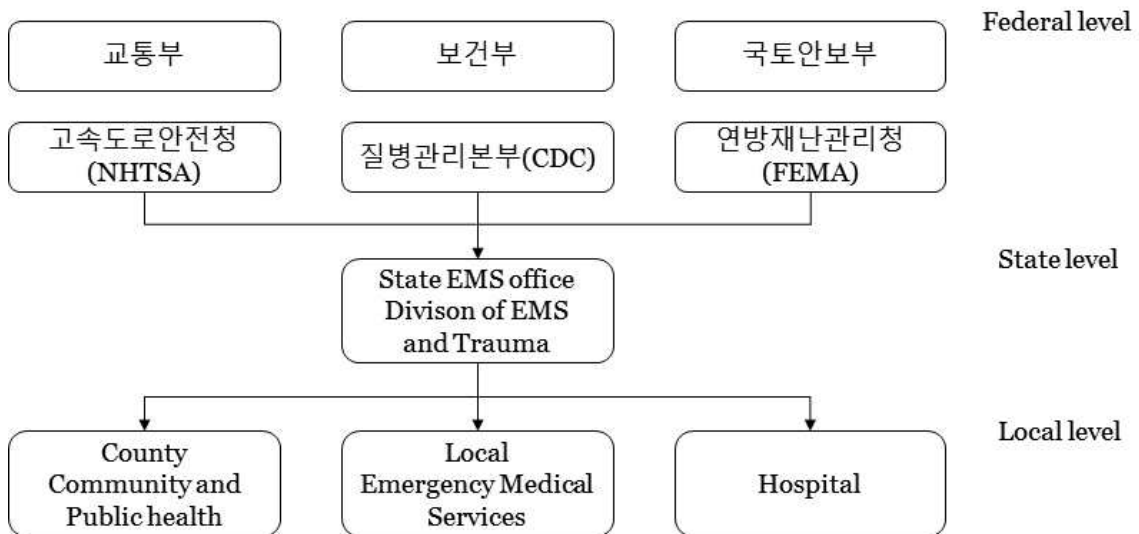 Federal level
교통부
보건부
국토안보부
고속도로안전청
(NHTSA)
질병관리본부(CDC)
연방재난관리청
(FEMA)
State level
State EMS office
Divison of EMS
and Trauma
Local level
County
Community and
Public health
Local
Emergency Medical
Services
Hospital